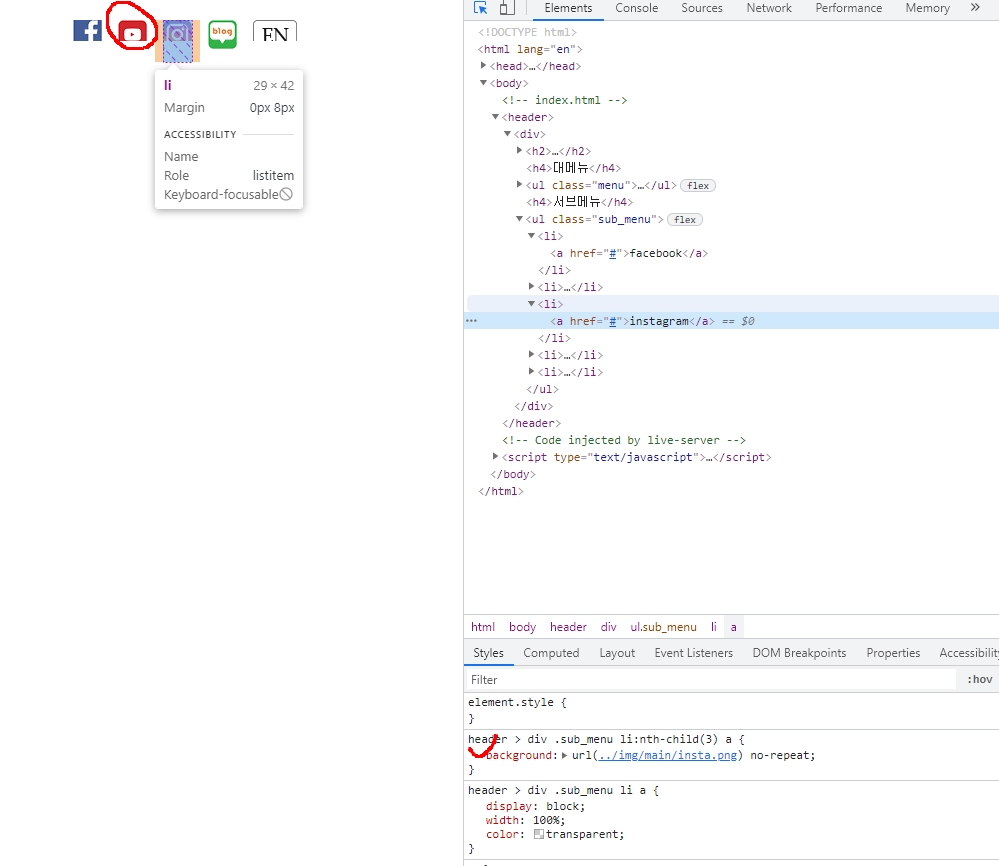 blog
EN
li 29 × 42
Margin 0px 8px
ACCESSIBILITY
Name
Role listitem
Keyboard-focusable
Elements Console Sources Network Performance Memory »
<!DOCTYPE html>
<html lang="en">
<head>…</head>
<body>
<!-- index.html -->
<header>
<div>
<h2>…</h2>
<h4>대메뉴</h4>
<ul class="menu">…</ul> flex
<h4>서브메뉴</h4>
<ul class="sub_menu"> flex
<li>
<a href="#">facebook</a>
</li>
<li>…</li>
<li>
… <a href="#">instagram</a> == $0
</li>
<li>…</li>
<li>…</li>
</ul>
</div>
</header>
<!-- Code injected by live-server -->
<script type="text/javascript">…</script>
</body>
</html>
html body header div ul.sub_menu li a
Styles Computed Layout Event Listeners DOM Breakpoints Properties Accessibility
Filter :hov
element.style {
}
header > div .sub_menu li:nth-child(3) a {
background: url(../img/main/insta.png) no-repeat;
}
header > div .sub_menu li a {
display: block;
width: 100%;
color: transparent;
}